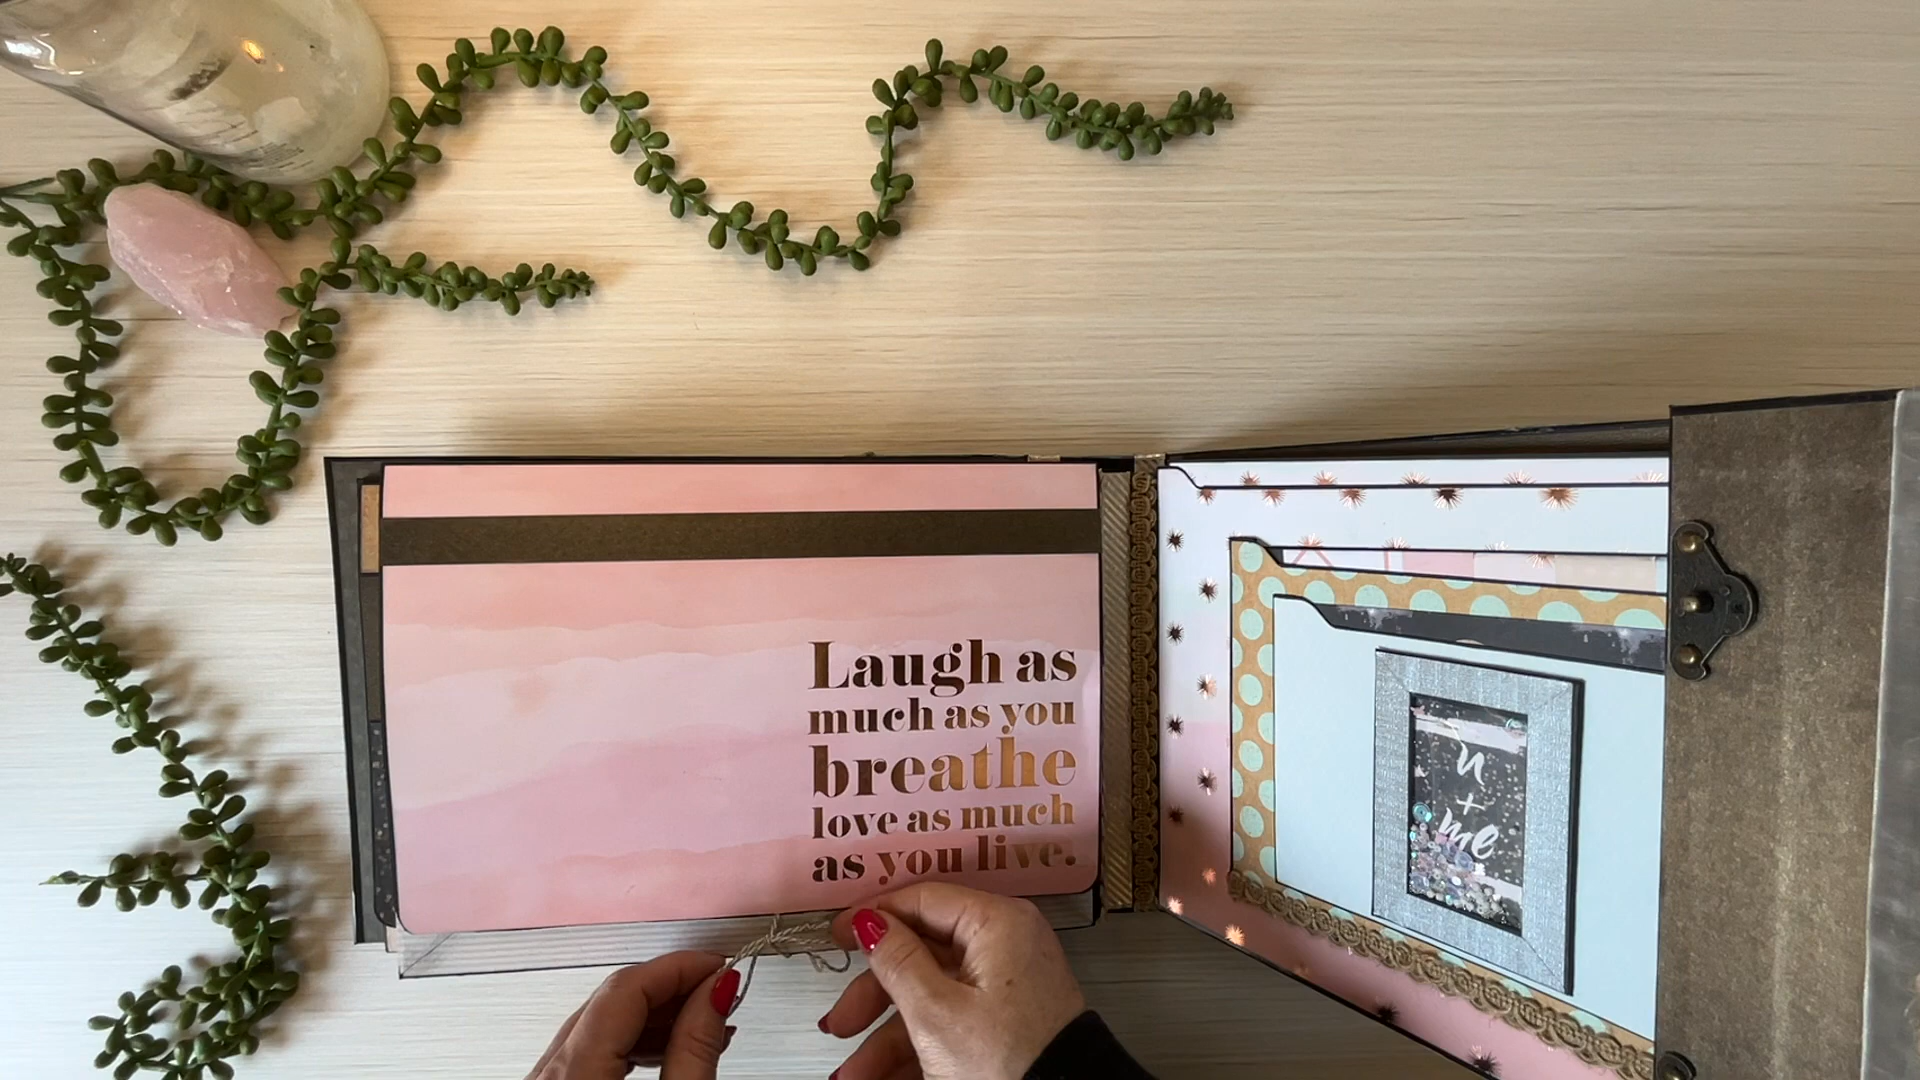 Laugh as
much as you
breathe
love as much
as you live.
u
+
me